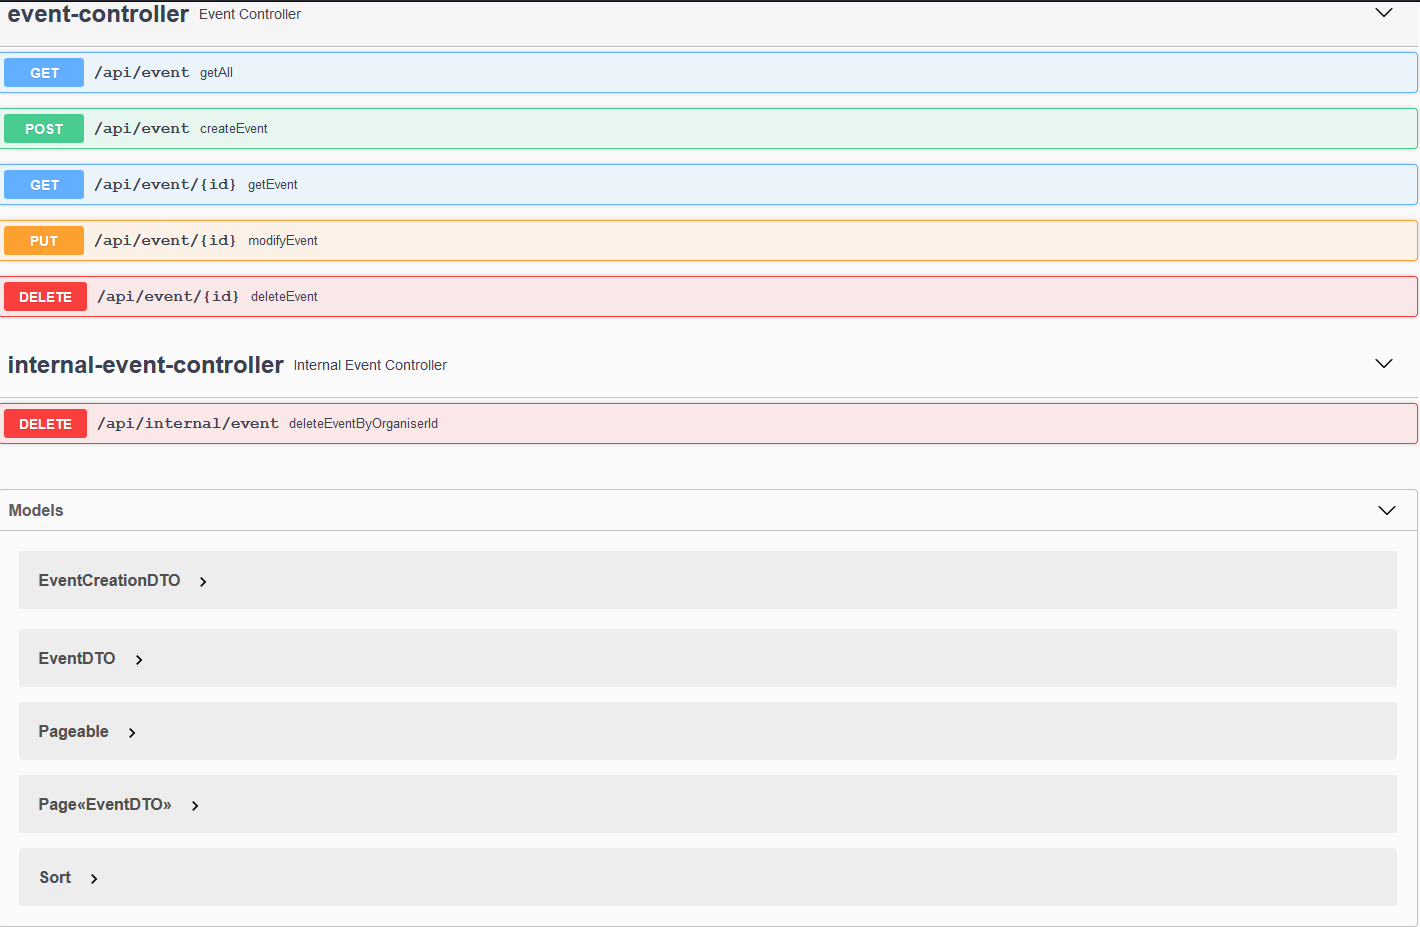 event-controller Event Controller
GET /api/event getAll
POST /api/event createEvent
GET /api/event/{id} getEvent
PUT /api/event/{id} modifyEvent
DELETE /api/event/{id} deleteEvent
internal-event-controller Internal Event Controller
DELETE /api/internal/event deleteEventByOrganiserId
Models
EventCreationDTO
EventDTO
Pageable
Page«EventDTO»
Sort